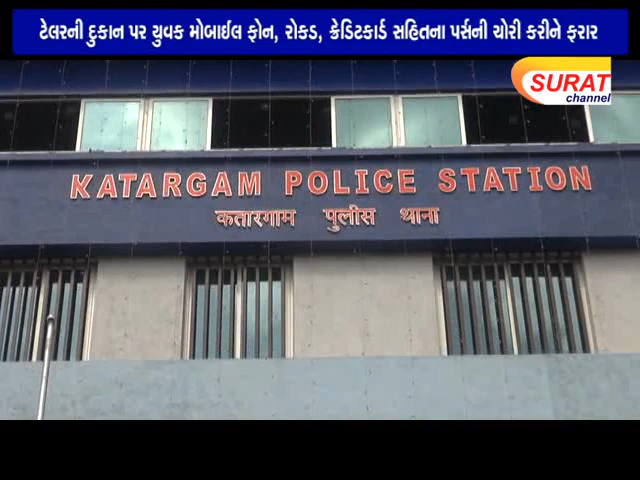 ટેલરની દુકાન પર યુવક મોબાઈલ ફોન, રોકડ, ક્રેડિટકાર્ડ સહિતના પર્સની ચોરી કરીને ફરાર
SURAT
channel
KATARGAM POLICE STATION
कतारगाम पुलीस थाना